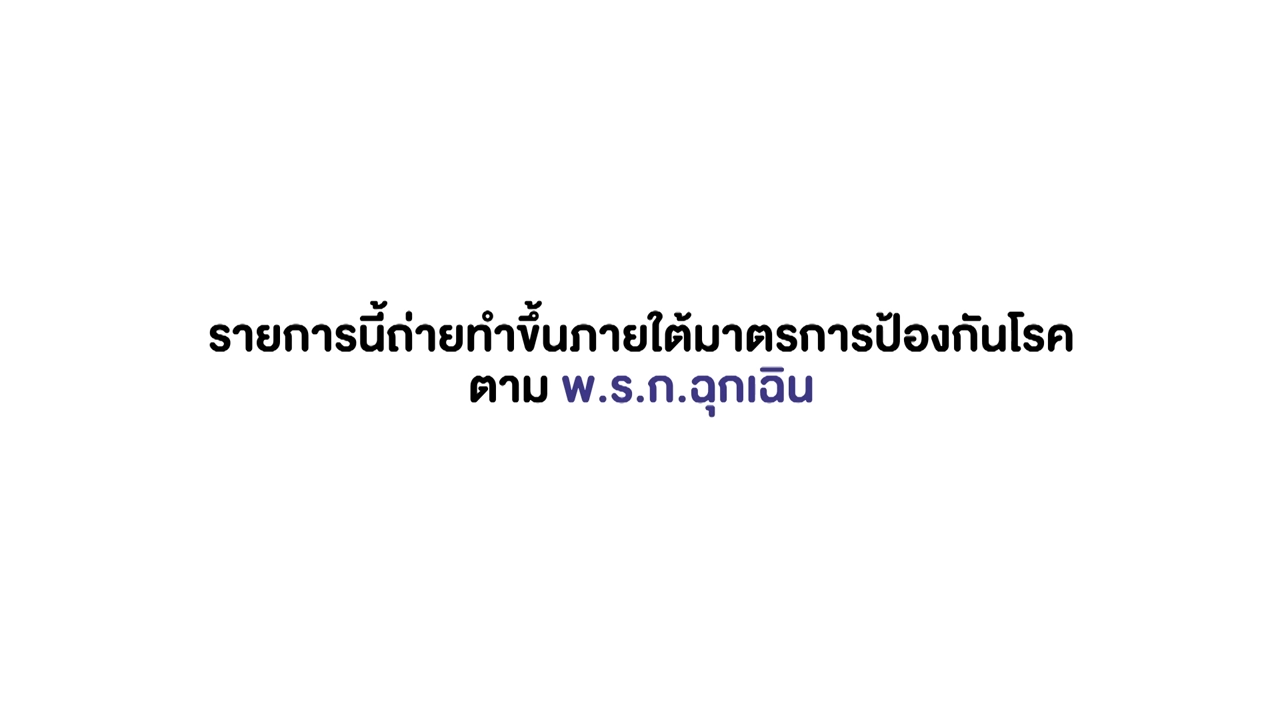 รายการนี้ถ่ายทำขึ้นภายใต้มาตรการป้องกันโรค
ตาม พ.ร.ก.ฉุกเฉิน